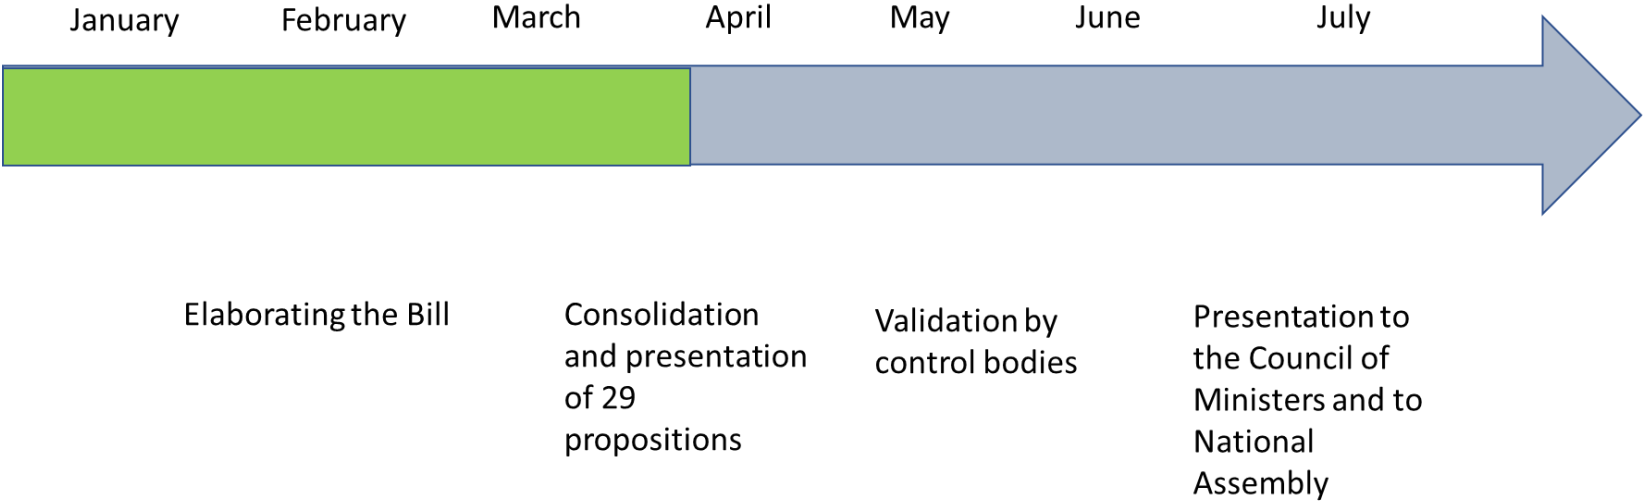 January February March April May June July
Elaborating the Bill
Consolidation
and presentation
of 29
propositions
Validation by
control bodies
Presentation to
the Council of
Ministers and to
National
Assembly